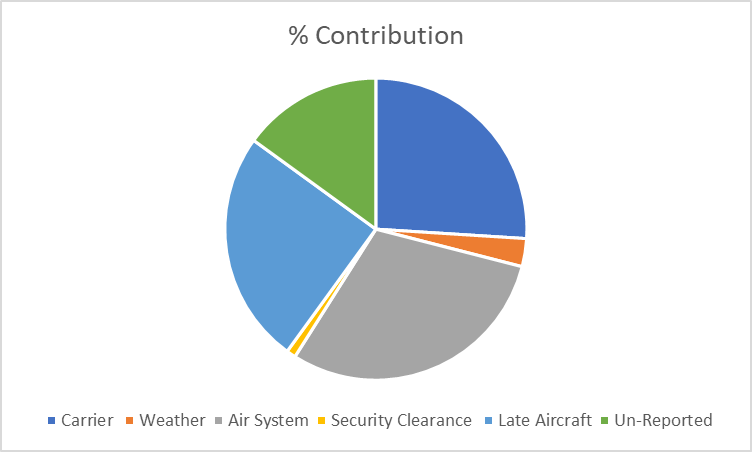 % Contribution
Carrier Weather Air System Security Clearance Late Aircraft Un-Reported